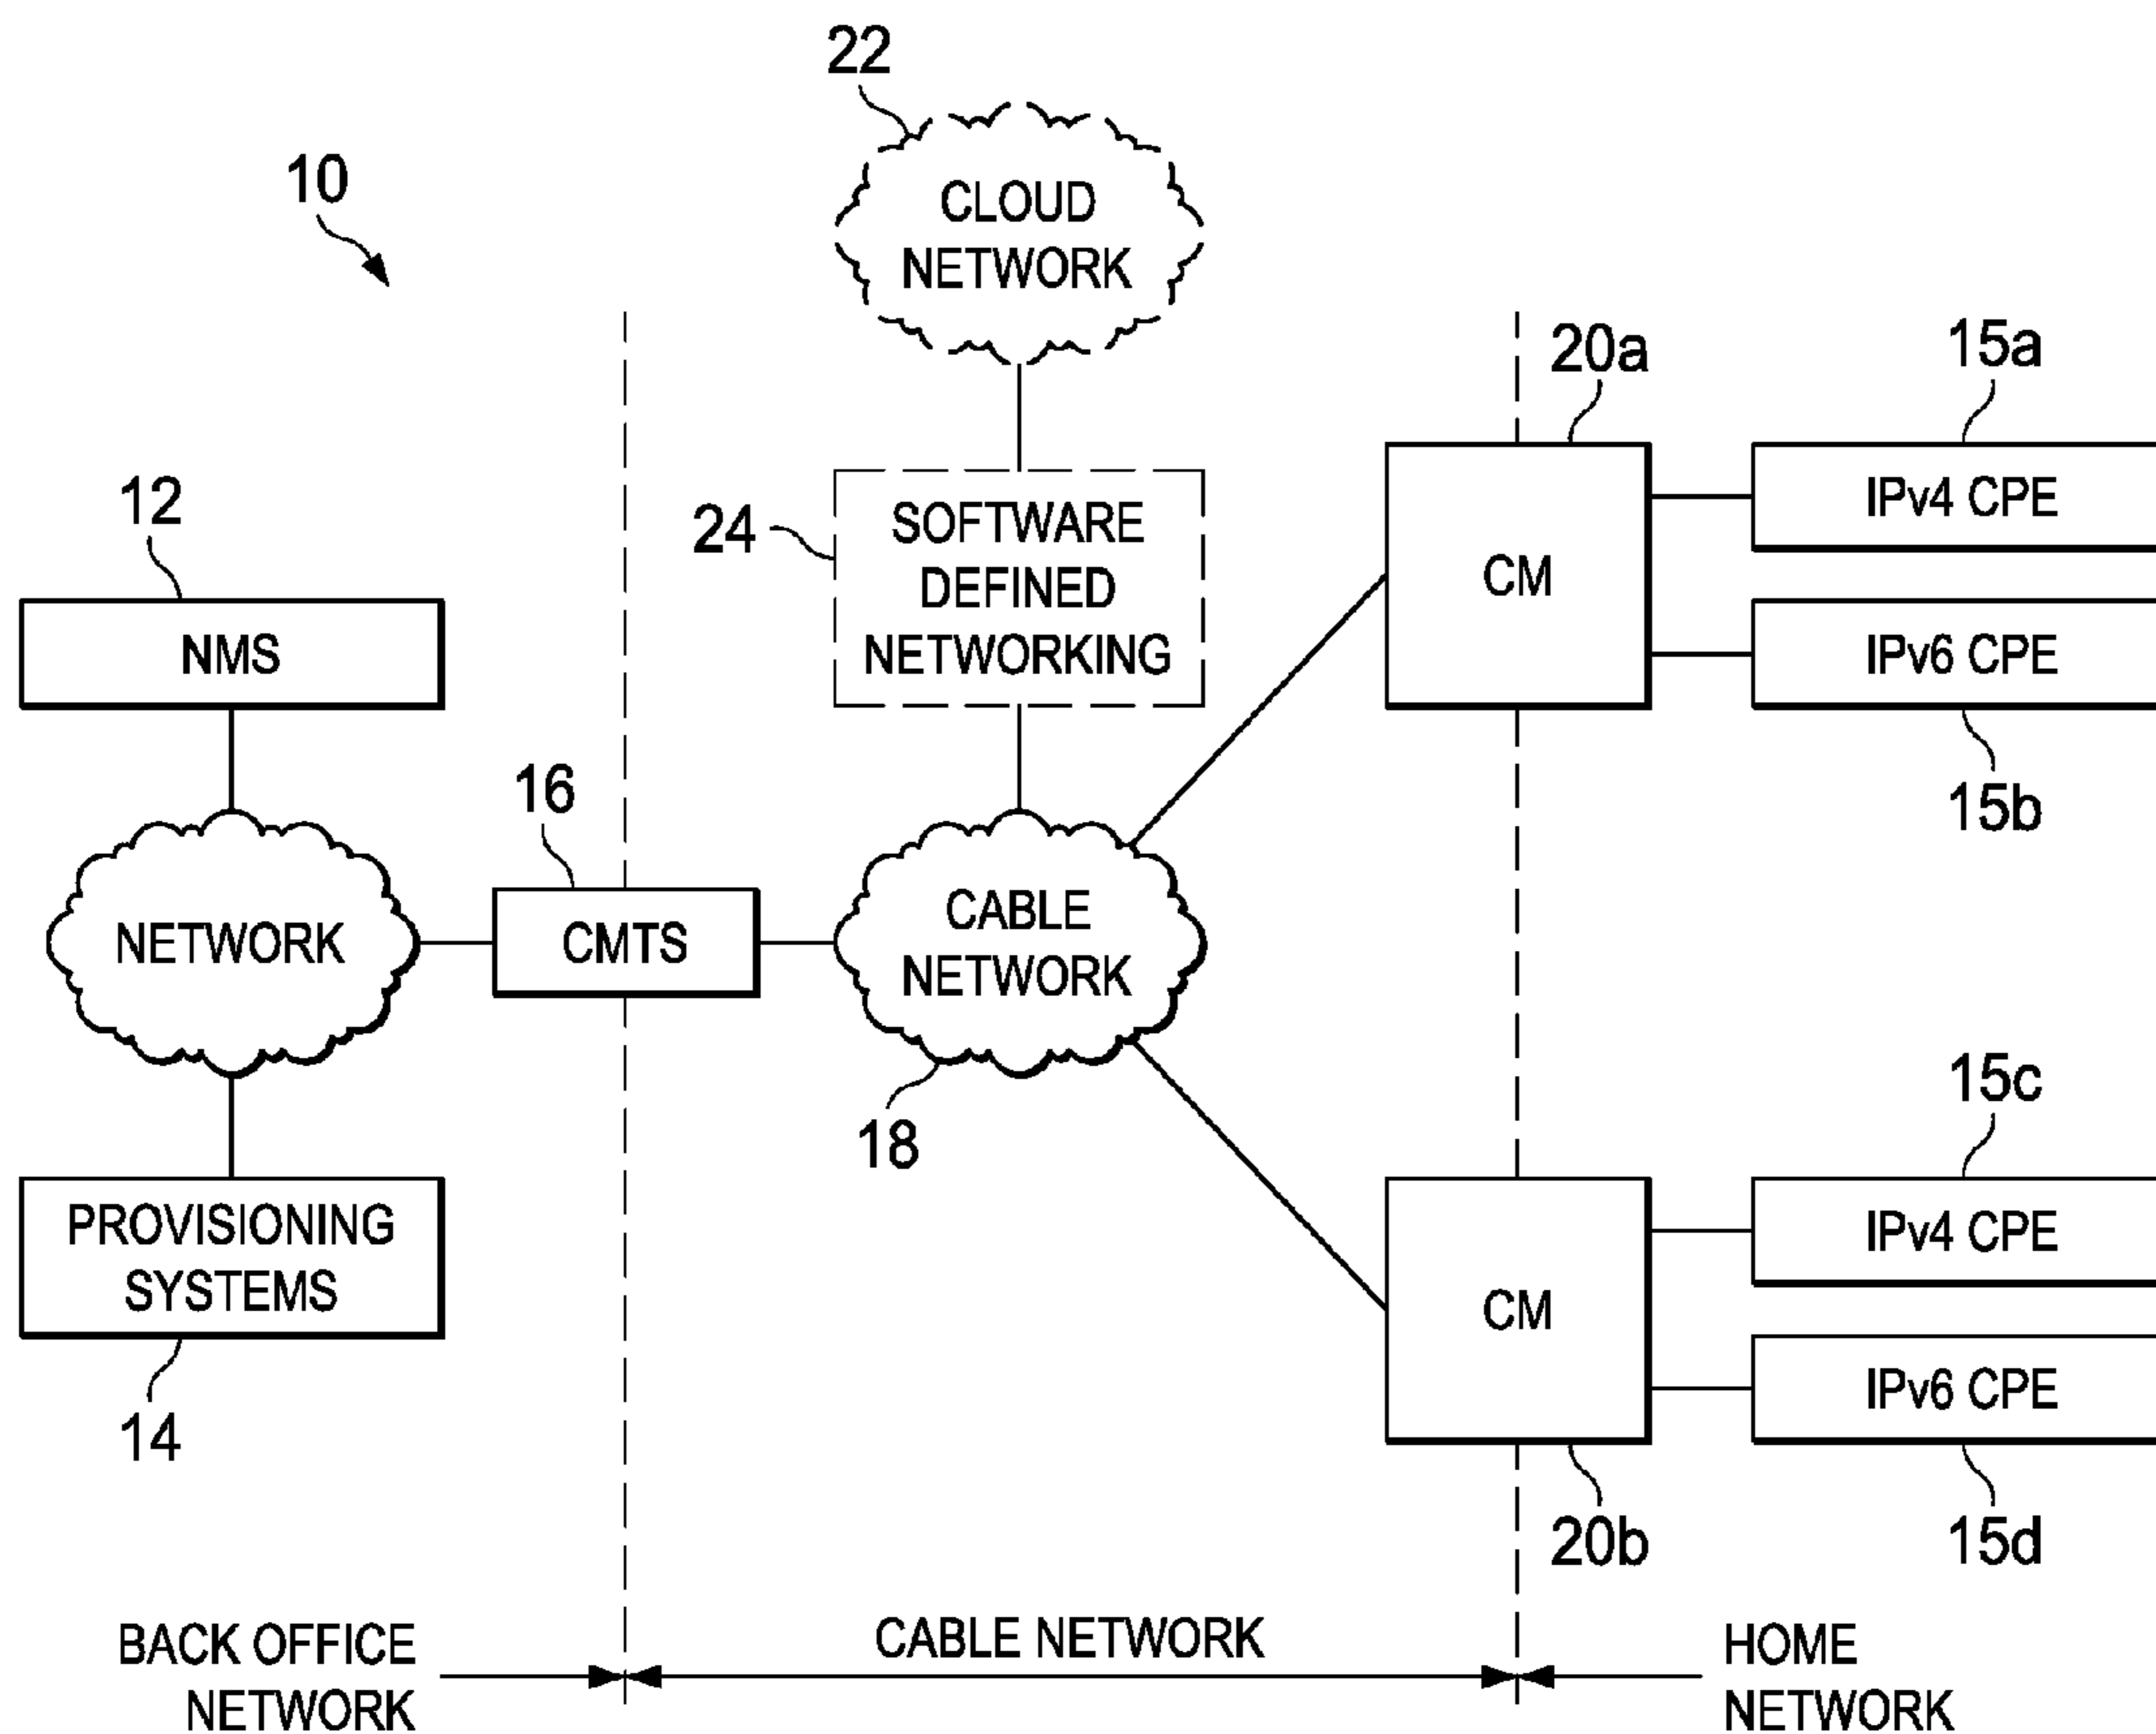 22
10
CLOUD
NETWORK
20a
15a
12
24
SOFTWARE
DEFINED
NETWORKING
CM
IPv4 CPE
NMS
IPv6 CPE
16
15b
NETWORK
CMTS
CABLE
NETWORK
18
15c
PROVISIONING
SYSTEMS
CM
IPv4 CPE
IPv6 CPE
14
20b
15d
BACK OFFICE
NETWORK
CABLE NETWORK
HOME
NETWORK